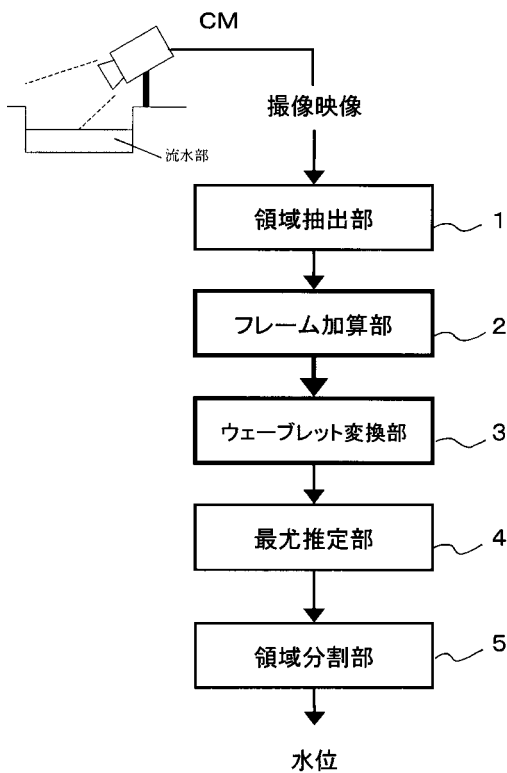 CM
撮像映像
流水部
領域抽出部
1
フレーム加算部
2
ウェーブレット変換部
3
最尤推定部
4
領域分割部
5
水位